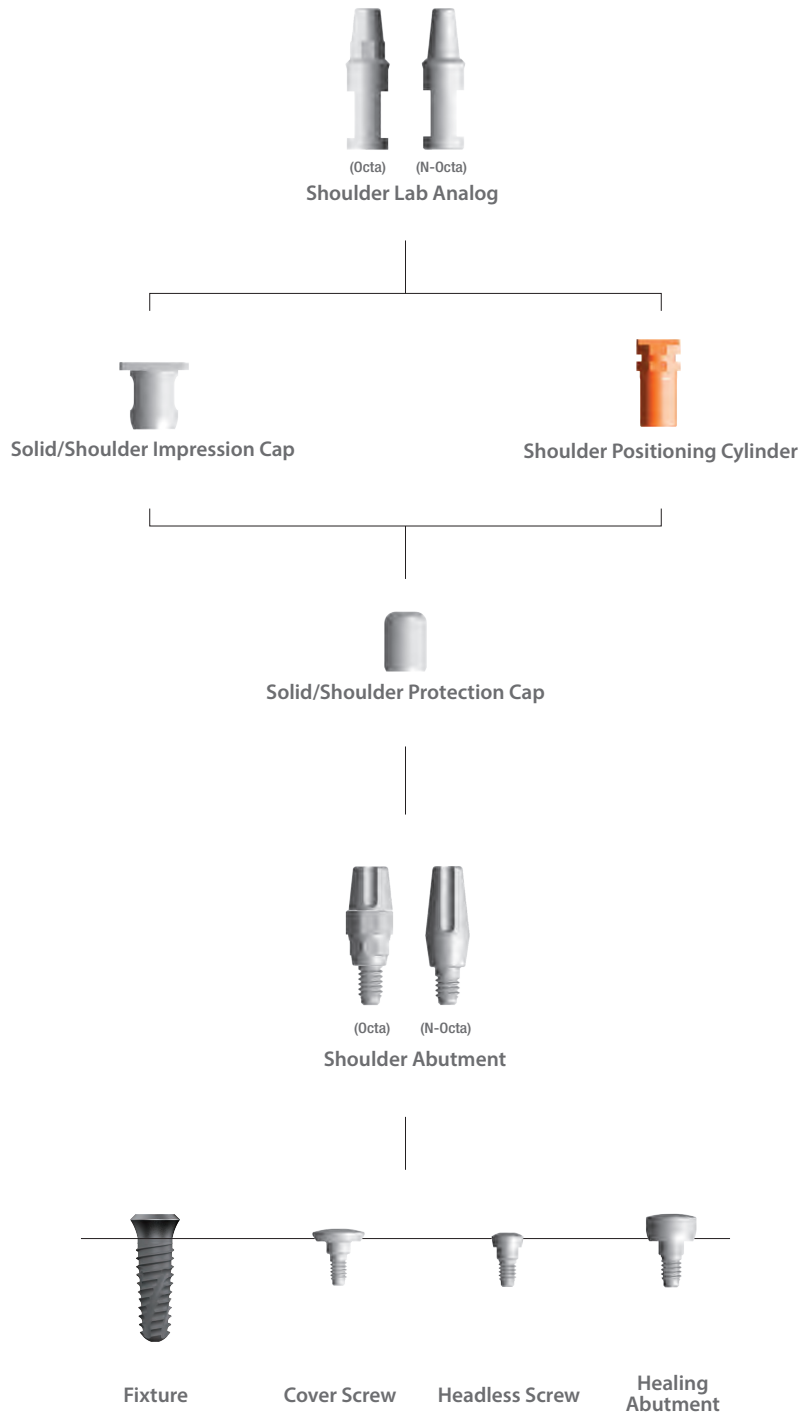 (Octa) (N-Octa)
Shoulder Lab Analog
Solid/Shoulder Impression Cap
Shoulder Positioning Cylinder
Solid/Shoulder Protection Cap
(Octa) (N-Octa)
Shoulder Abutment
Fixture
Cover Screw
Headless Screw
Healing
Abutment